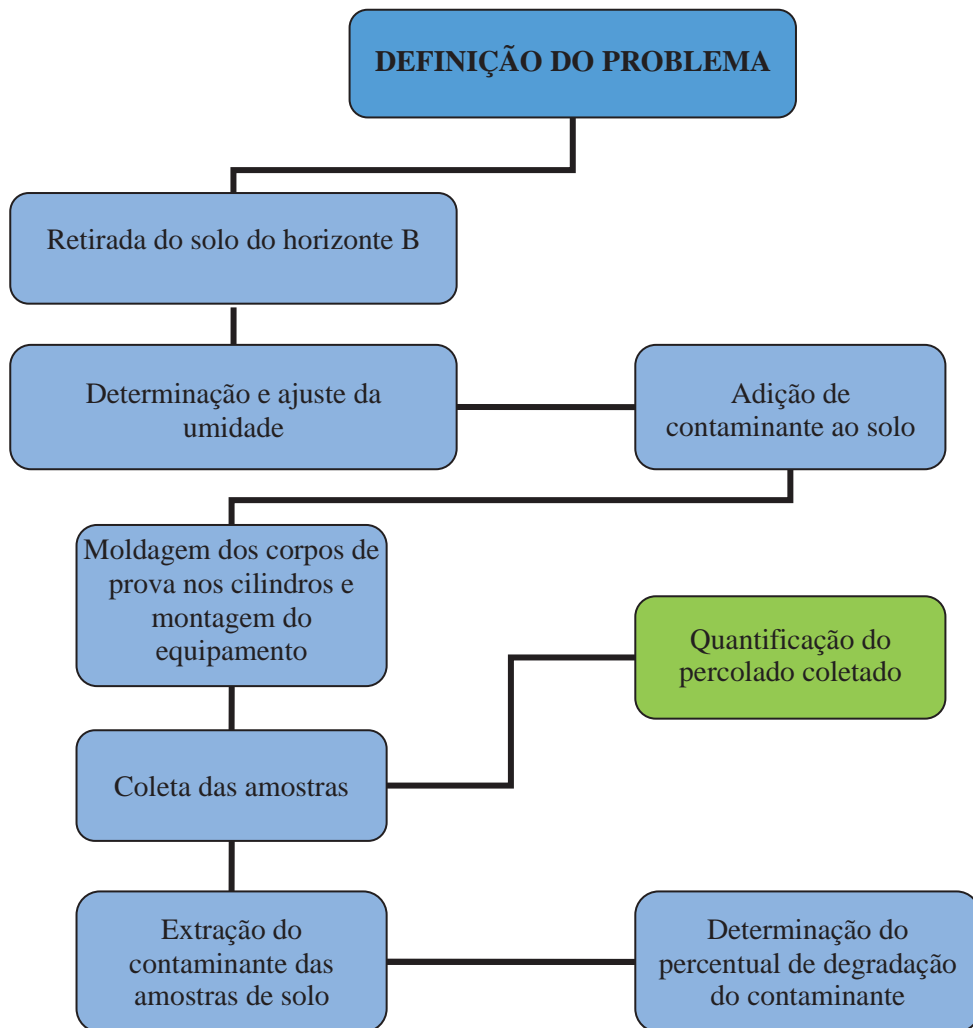 DEFINIÇÃO DO PROBLEMA
Retirada do solo do horizonte B
Determinação e ajuste da
umidade
Adição de
contaminante ao solo
Moldagem dos corpos de
prova nos cilindros e
montagem do
equipamento
Quantificação do
percolado coletado
Coleta das amostras
Extração do
contaminante das
amostras de solo
Determinação do
percentual de degradação
do contaminante